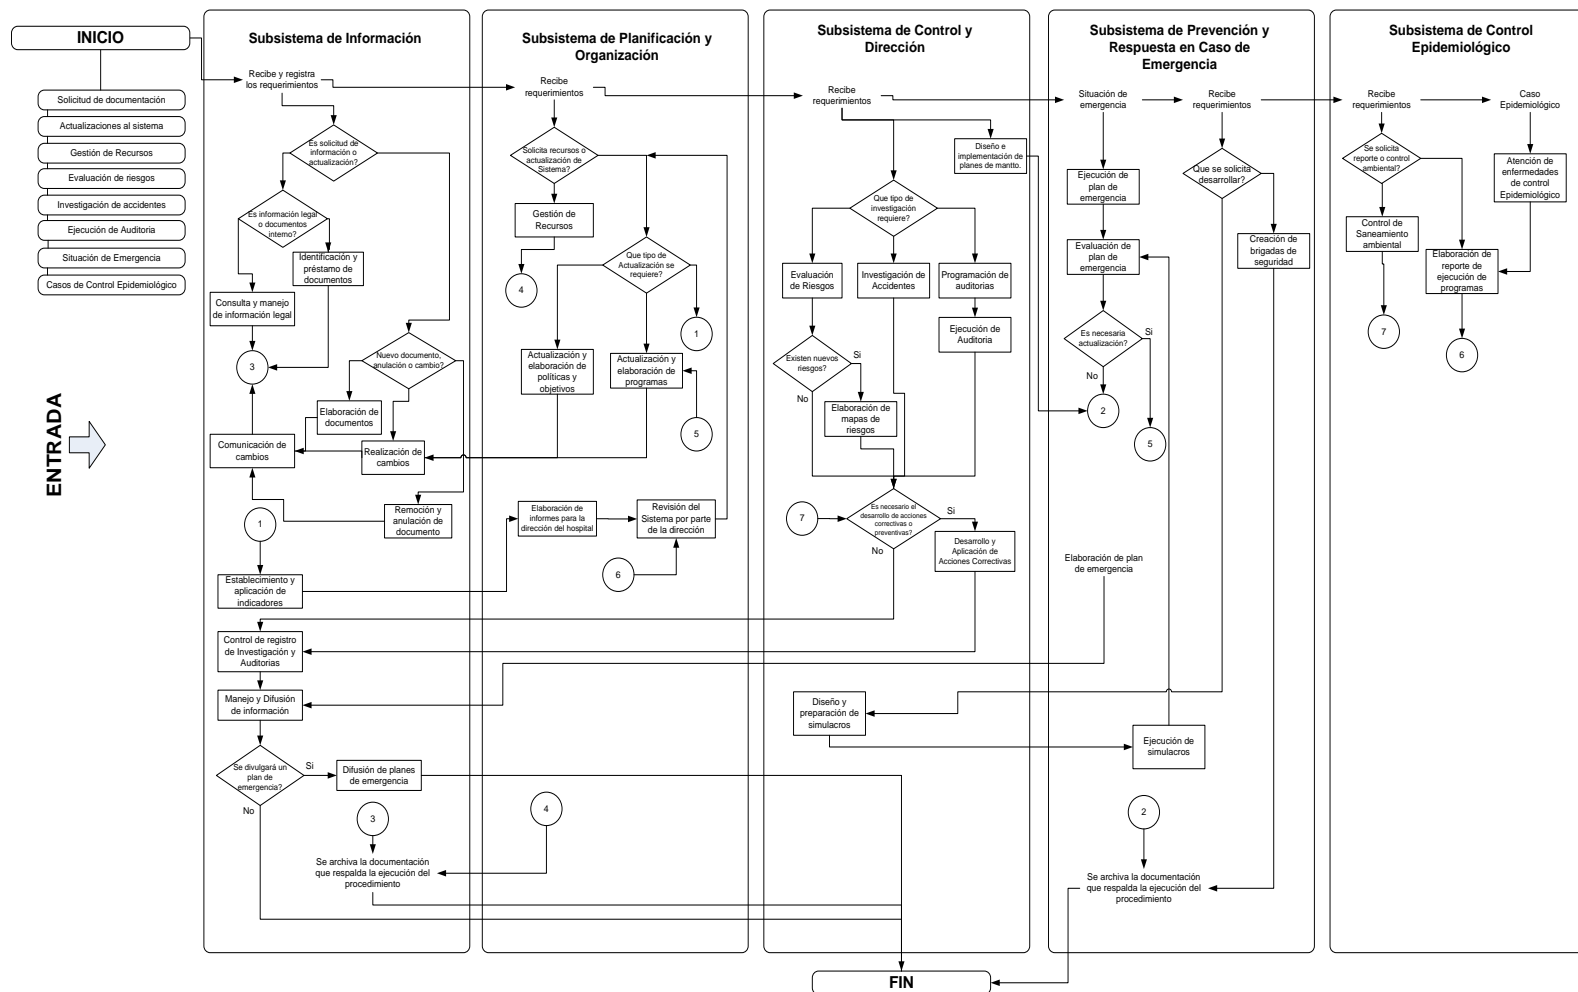 INICIO
Solicitud de documentación
Actualizaciones al sistema
Gestión de Recursos
Evaluación de riesgos
Investigación de accidentes
Ejecución de Auditoria
Situación de Emergencia
Casos de Control Epidemiológico
ENTRADA
Subsistema de Información
Recibe y registra
los requerimientos
Es solicitud de
información o
actualización?
Es información legal
o documentos
interno?
Identificación y
préstamo de
documentos
Consulta y manejo
de información legal
3
Nuevo documento,
anulación o cambio?
Elaboración de
documentos
Comunicación de
cambios
Realización de
cambios
Remoción y
anulación de
documento
1
Establecimiento y
aplicación de
indicadores
Control de registro
de Investigación y
Auditorias
Manejo y Difusión
de información
Se divulgará un
plan de
emergencia?
Si
No
Difusión de planes
de emergencia
3
Se archiva la documentación
que respalda la ejecución del
procedimiento
Subsistema de Planificación y
Organización
Recibe
requerimientos
Solicita recursos o
actualización de
Sistema?
Gestión de
Recursos
4
Que tipo de
Actualización se
requiere?
1
Actualización y
elaboración de
políticas y
objetivos
Actualización y
elaboración de
programas
5
Elaboración de
informes para la
dirección del hospital
Revisión del
Sistema por parte
de la dirección
6
4
Subsistema de Control y
Dirección
Recibe
requerimientos
Diseño e
implementación de
planes de mantto.
Que tipo de
investigación
requiere?
Evaluación
de Riesgos
Investigación de
Accidentes
Programación de
auditorias
Ejecución de
Auditoria
Existen nuevos
riesgos?
Si
No
Elaboración de
mapas de
riesgos
7
Es necesario el
desarrollo de acciones
correctivas o
preventivas?
Si
No
Desarrollo y
Aplicación de
Acciones Correctivas
Diseño y
preparación de
simulacros
Subsistema de Prevención y
Respuesta en Caso de
Emergencia
Situación de
emergencia
Recibe
requerimientos
Que se solicita
desarrollar?
Ejecución de
plan de
emergencia
Evaluación de
plan de
emergencia
Creación de
brigadas de
seguridad
Es necesaria
actualización?
Si
No
2
5
Elaboración de plan
de emergencia
Ejecución de
simulacros
2
Se archiva la documentación
que respalda la ejecución del
procedimiento
Subsistema de Control
Epidemiológico
Recibe
requerimientos
Caso
Epidemiológico
Se solicita
reporte o control
ambiental?
Atención de
enfermedades
de control
Epidemiológico
Control de
Saneamiento
ambiental
Elaboración de
reporte de
ejecución de
programas
7
6
FIN